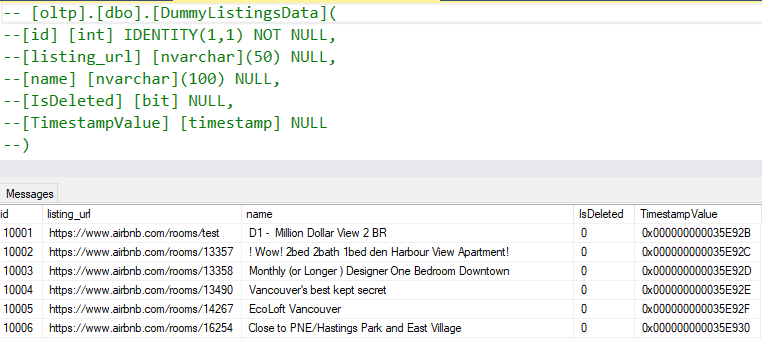 -- [oltp].[dbo].[DummyListingsData](
--[id] [int] IDENTITY(1,1) NOT NULL,
--[listing_url] [nvarchar](50) NULL,
--[name] [nvarchar](100) NULL,
--[IsDeleted] [bit] NULL,
--[TimestampValue] [timestamp] NULL
--)
Messages
id listing_url name IsDeleted TimestampValue
10001 https://www.airbnb.com/rooms/test D1 - Million Dollar View 2 BR 0 0x000000000035E92B
10002 https://www.airbnb.com/rooms/13357 ! Wow! 2bed 2bath 1bed den Harbour View Apartment! 0 0x000000000035E92C
10003 https://www.airbnb.com/rooms/13358 Monthly (or Longer ) Designer One Bedroom Downtown 0 0x000000000035E92D
10004 https://www.airbnb.com/rooms/13490 Vancouver's best kept secret 0 0x000000000035E92E
10005 https://www.airbnb.com/rooms/14267 EcoLoft Vancouver 0 0x000000000035E92F
10006 https://www.airbnb.com/rooms/16254 Close to PNE/Hastings Park and East Village 0 0x000000000035E930